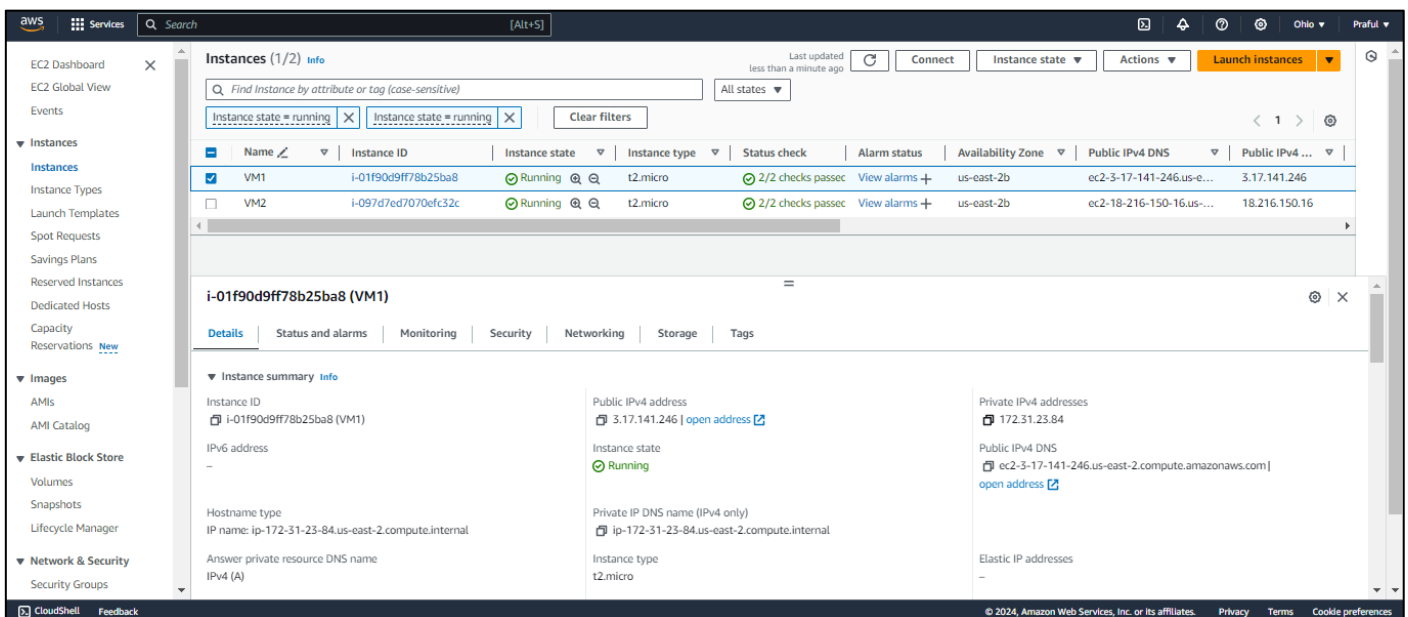 aws Services Search [Alt+S] Ohio Praful
EC2 Dashboard
EC2 Global View
Events
Instances
Instances
Instance Types
Launch Templates
Spot Requests
Savings Plans
Reserved Instances
Dedicated Hosts
Capacity
Reservations New
Images
AMIs
AMI Catalog
Elastic Block Store
Volumes
Snapshots
Lifecycle Manager
Network & Security
Security Groups
Instances (1/2) Info
Last updated
less than a minute ago
Connect Instance state Actions Launch instances
Find Instance by attribute or tag (case-sensitive) All states
Instance state = running Instance state = running Clear filters
1
Name Instance ID Instance state Instance type Status check Alarm status Availability Zone Public IPv4 DNS Public IPv4 ...
VM1 i-01f90d9ff78b25ba8 Running t2.micro 2/2 checks passec View alarms + us-east-2b ec2-3-17-141-246.us-e... 3.17.141.246
VM2 i-097d7ed7070efc32c Running t2.micro 2/2 checks passec View alarms + us-east-2b ec2-18-216-150-16.us-... 18.216.150.16
i-01f90d9ff78b25ba8 (VM1)
Details Status and alarms Monitoring Security Networking Storage Tags
Instance summary Info
Instance ID
i-01f90d9ff78b25ba8 (VM1)
Public IPv4 address
3.17.141.246 | open address
Private IPv4 addresses
172.31.23.84
IPv6 address
–
Instance state
Running
Public IPv4 DNS
ec2-3-17-141-246.us-east-2.compute.amazonaws.com |
open address
Hostname type
IP name: ip-172-31-23-84.us-east-2.compute.internal
Private IP DNS name (IPv4 only)
ip-172-31-23-84.us-east-2.compute.internal
Answer private resource DNS name
IPv4 (A)
Instance type
t2.micro
Elastic IP addresses
–
CloudShell Feedback © 2024, Amazon Web Services, Inc. or its affiliates. Privacy Terms Cookie preferences